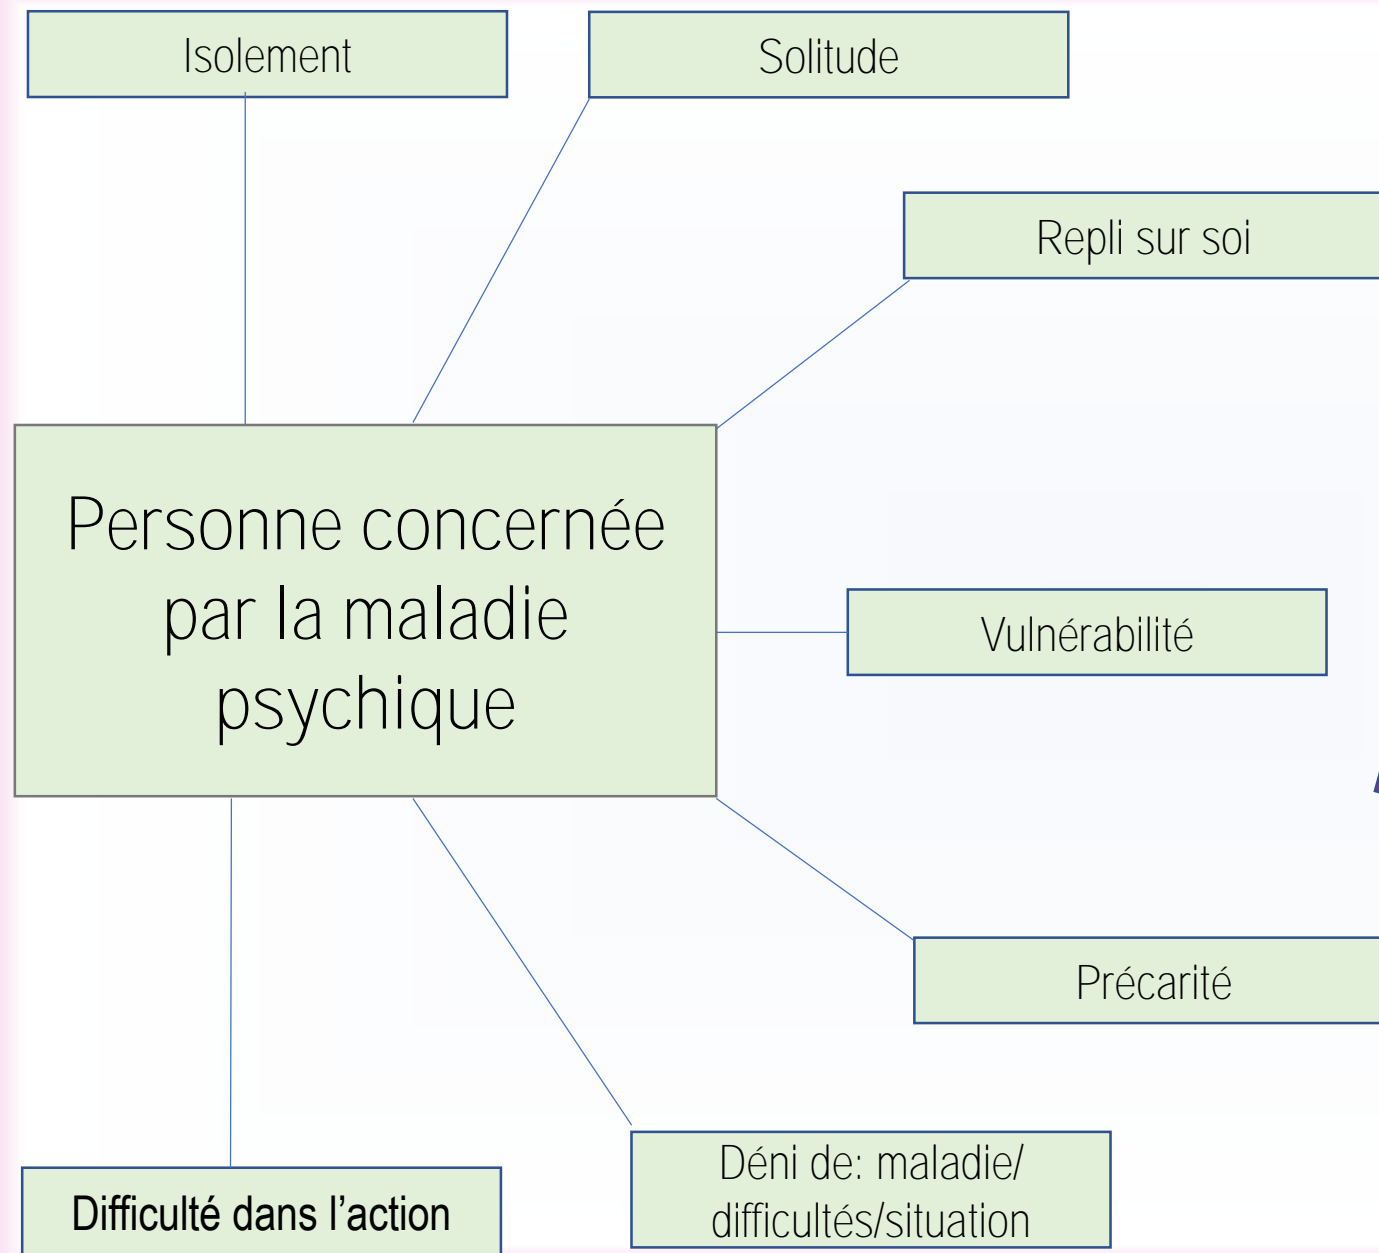 Isolement
Solitude
Repli sur soi
Personne concernée
par la maladie
psychique
Vulnérabilité
Précarité
Déni de: maladie/
difficultés/situation
Difficulté dans l’action